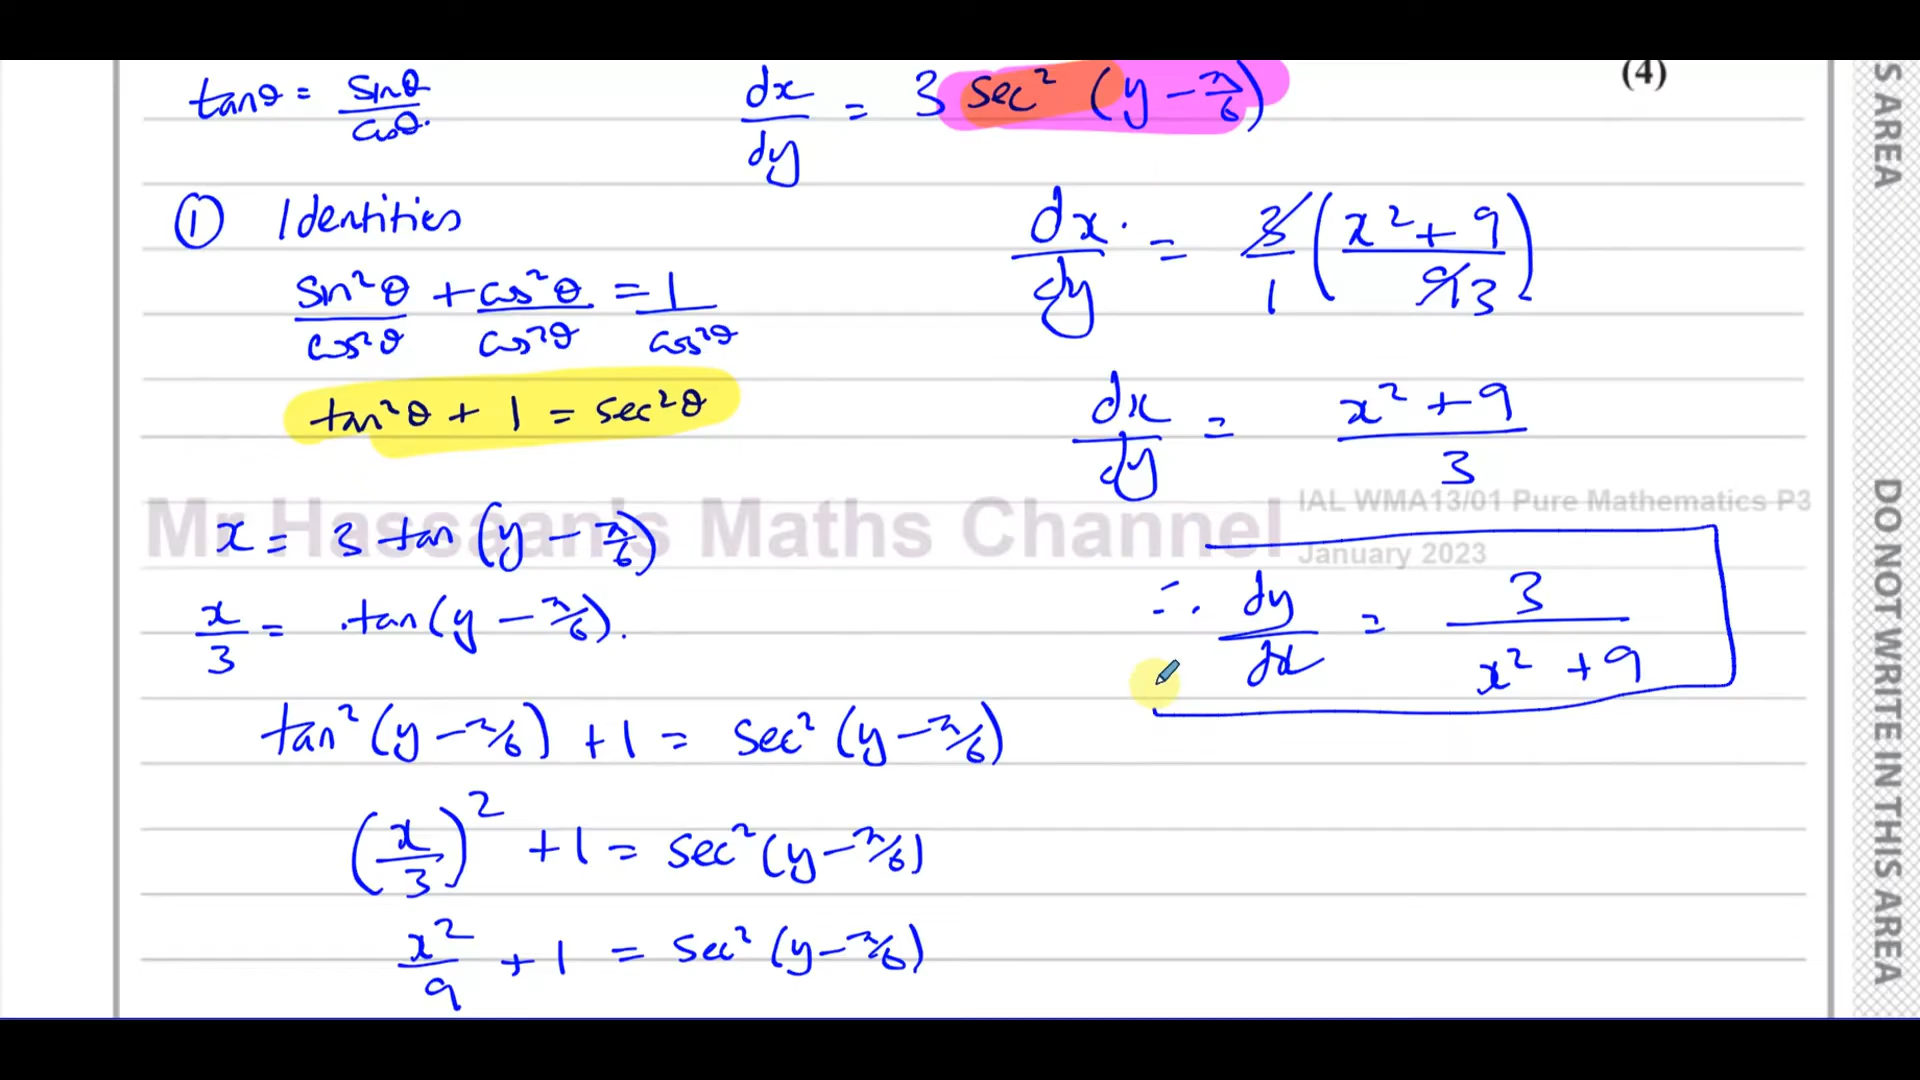 (4)
tanθ = sinθ/cosθ.
dx/dy = 3 sec² (y − π/6)
① Identities
sin²θ/cos²θ + cos²θ/cos²θ = 1/cos²θ
tan²θ + 1 = sec²θ
x = 3 tan (y − π/6)
x/3 = .tan(y − π/6).
tan² (y − π/6) + 1 = sec² (y − π/6)
(x/3)² + 1 = sec² (y − π/6)
x²/9 + 1 = sec² (y − π/6)
dx/dy = 3/1 (x² + 9/9 3)
dx/dy = x² + 9/3
∴ dy/dx = 3/x² + 9
Mr Hassaan's Maths Channel
IAL WMA13/01 Pure Mathematics P3
January 2023
S AREA
DO NOT WRITE IN THIS AREA